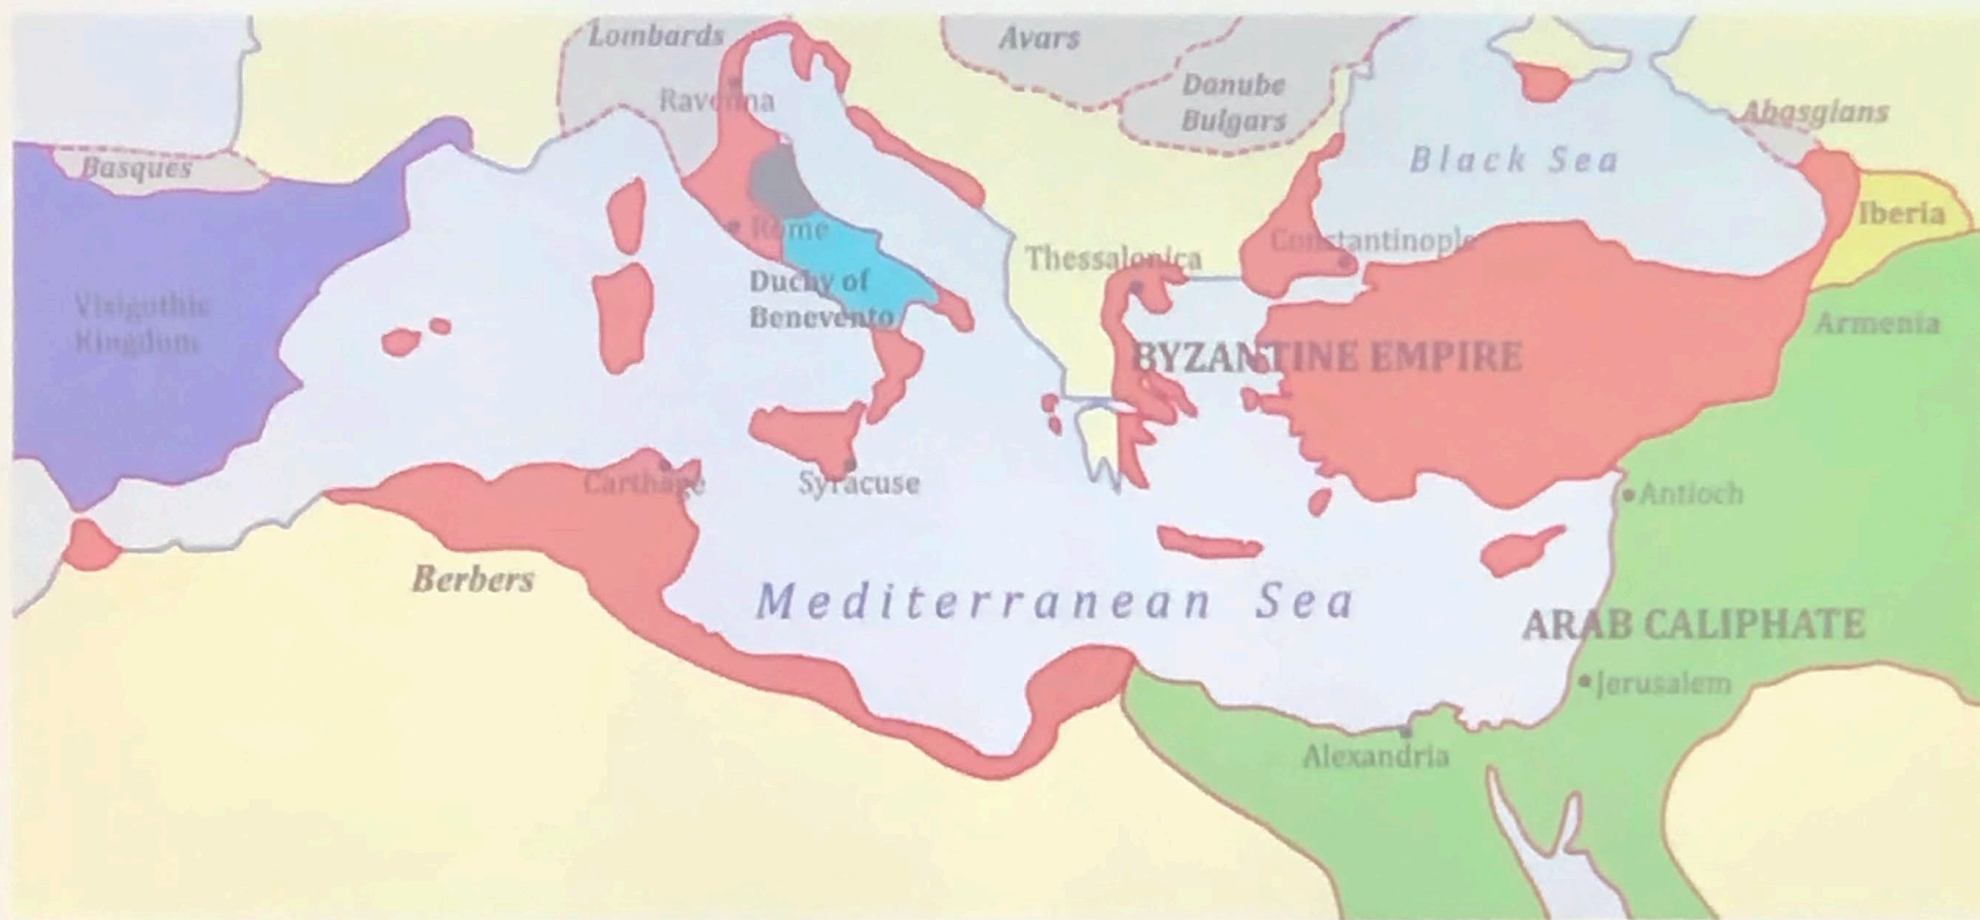 Lombards
Avars
Ravenna
Danube
Bulgars
Abasgians
Basques
Black Sea
Iberia
Rome
Constantinople
Thessalonica
Duchy of
Benevento
Visigothic
Kingdom
Armenia
BYZANTINE EMPIRE
Carthage
Syracuse
Antioch
Berbers
Mediterranean Sea
ARAB CALIPHATE
Jerusalem
Alexandria